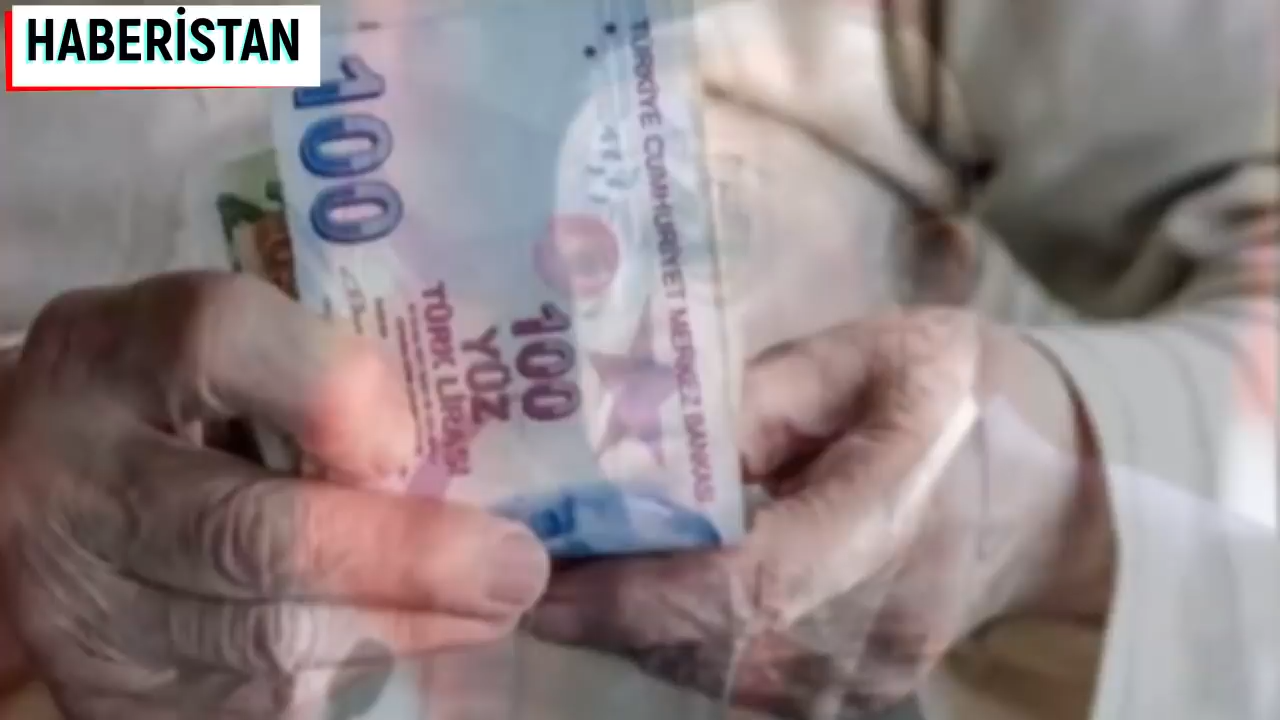 HABERİSTAN
100
TÜRKİYE CUMHURİYET MERKEZ BANKASI
100
YÜZ
TÜRK LİRASI